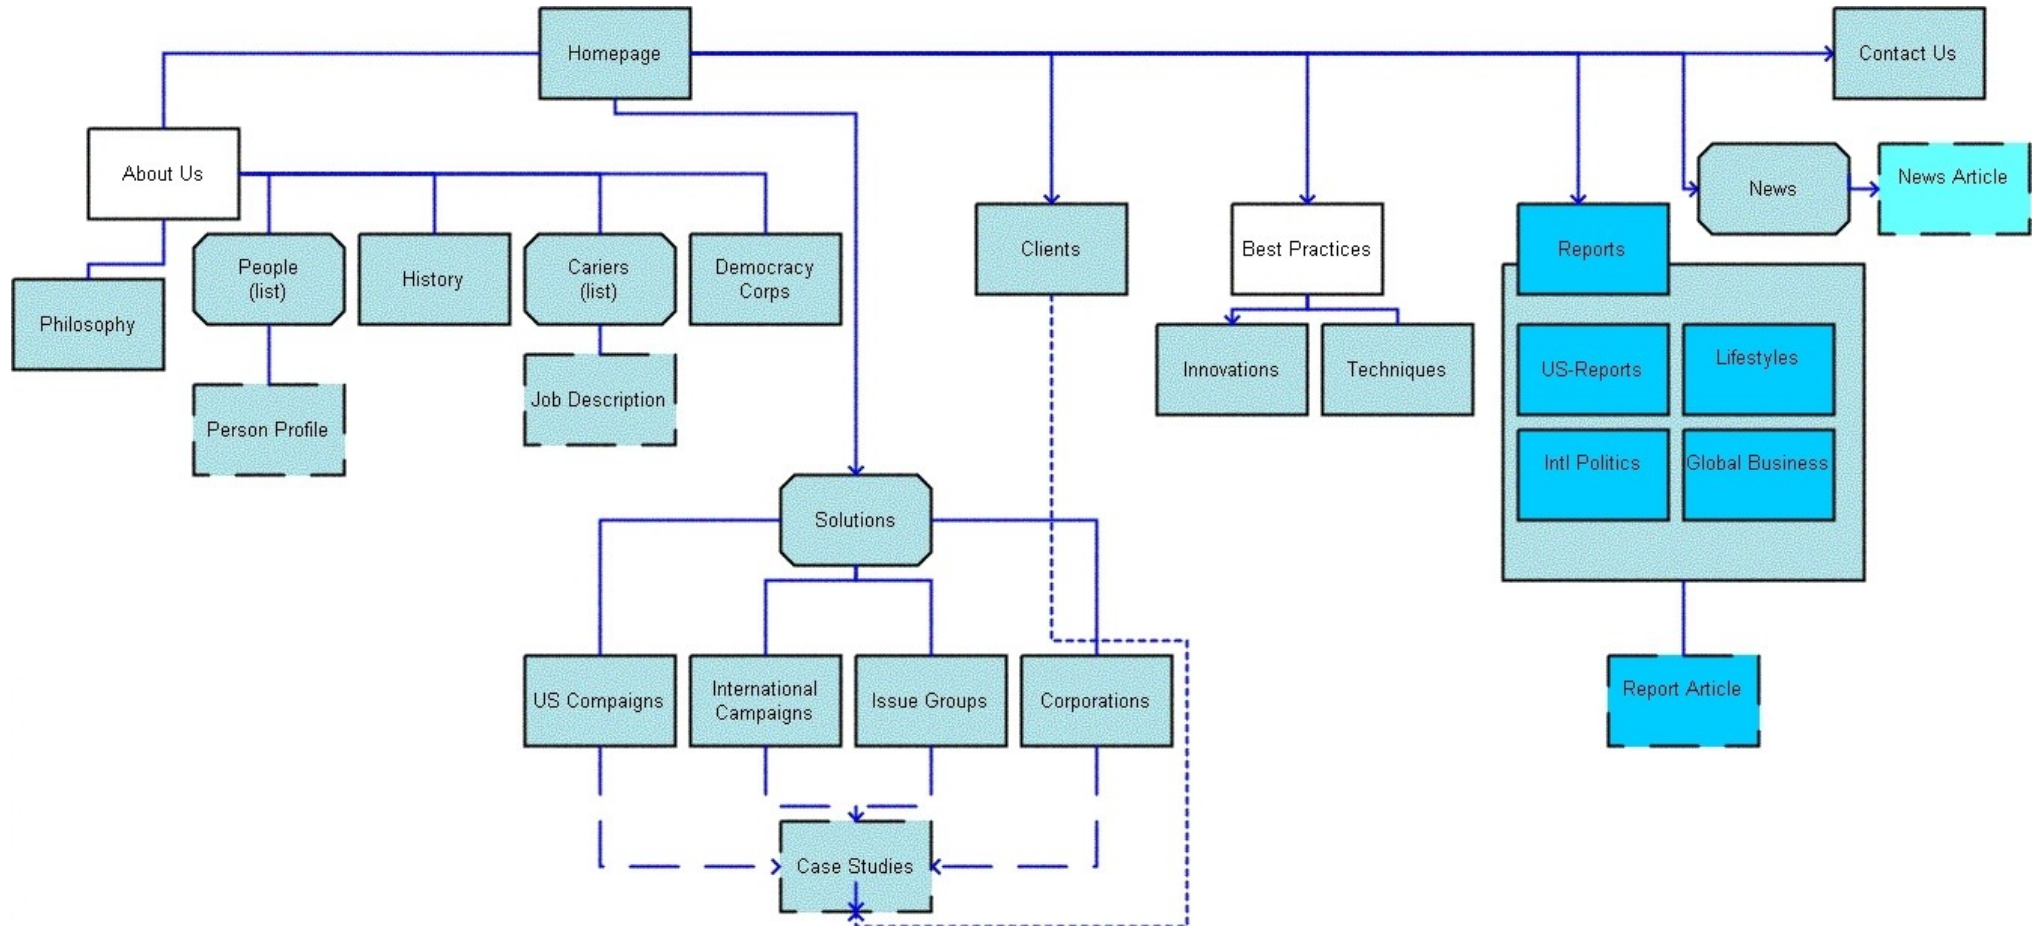 Homepage
Contact Us
About Us
News
News Article
People
(list)
History
Cariers
(list)
Democracy
Corps
Clients
Best Practices
Reports
Philosophy
Innovations
Techniques
US-Reports
Lifestyles
Person Profile
Job Description
Intl Politics
Global Business
Solutions
US Compaigns
International
Campaigns
Issue Groups
Corporations
Report Article
Case Studies